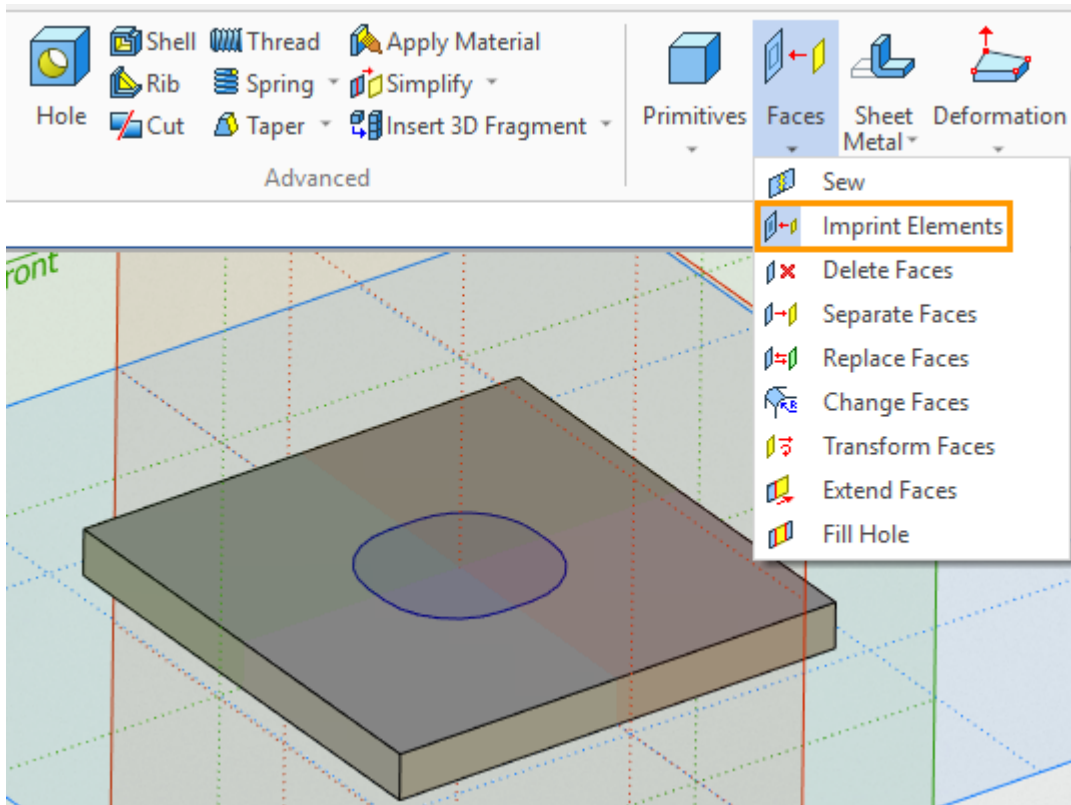 Shell Thread Apply Material
Rib Spring Simplify
Hole Cut Taper Insert 3D Fragment
Advanced
Primitives Faces Sheet Metal Deformation
Sew
Imprint Elements
Delete Faces
Separate Faces
Replace Faces
Change Faces
Transform Faces
Extend Faces
Fill Hole
ront